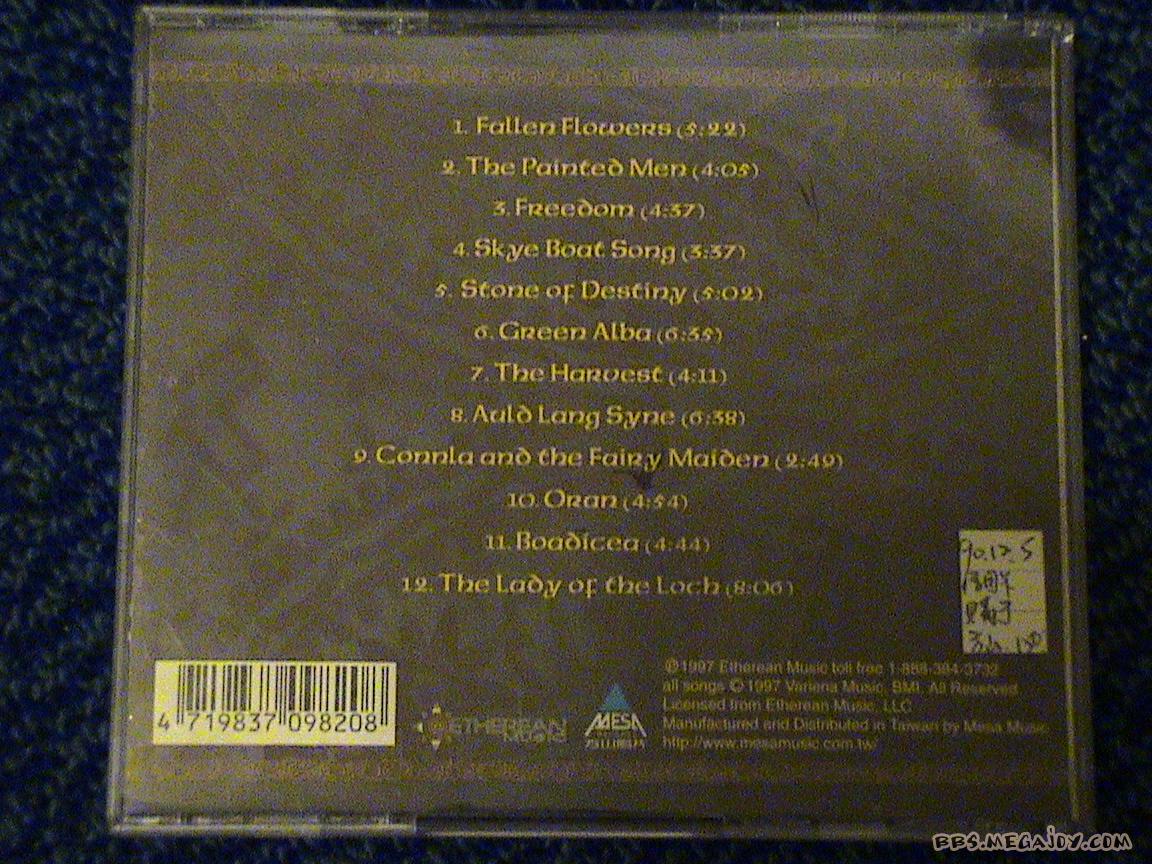 1. Fallen Flowers (5:22)
2. The Painted Men (4:05)
3. Freedom (4:37)
4. Skye Boat Song (3:37)
5. Stone of Destiny (5:02)
6. Green Alba (6:35)
7. The Harvest (4:11)
8. Auld Lang Syne (6:38)
9. Connla and the Fairy Maiden (2:49)
10. Oran (4:54)
11. Boadicea (4:44)
12. The Lady of the Loch (8:06)
90.12.5
℗1997 Etherean Music toll free 1-888-384-3732
all songs ©1997 Music, BMI. All Reserved
Licensed from Etherean Music, LLC
Manufactured and Distributed in Taiwan by Mesa Music
http://www.mesamusic.com.tw/
4 719837 098208
ETHEREAN
MUSIC
MESA
BBS.MEGAJOY.COM